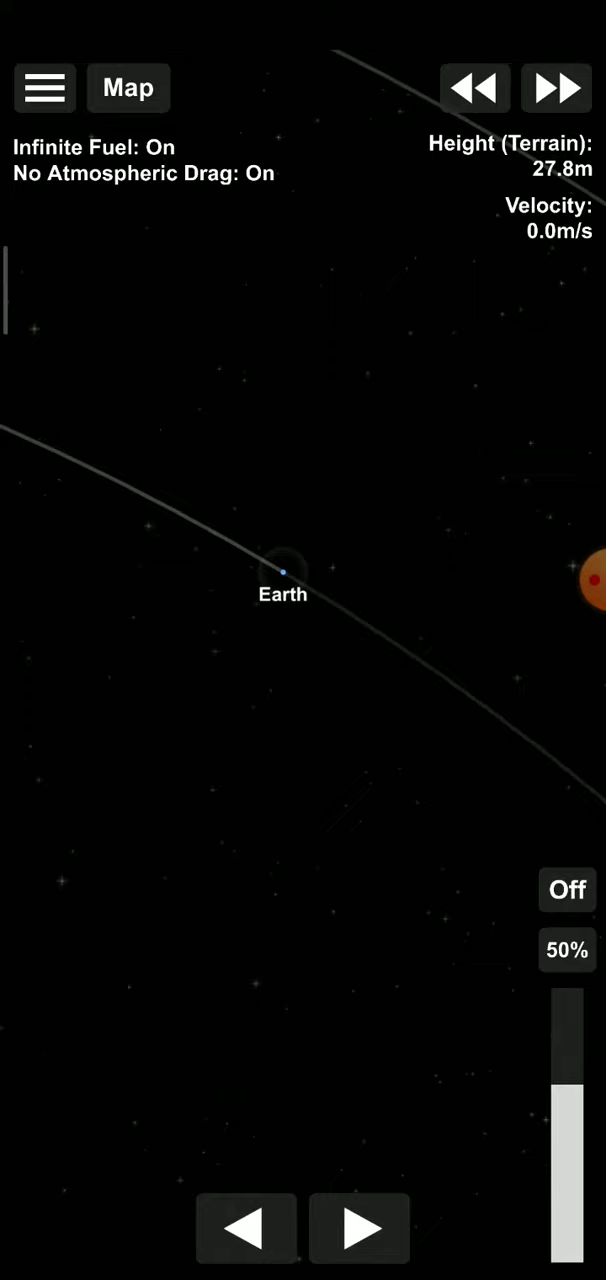 Map
Infinite Fuel: On
No Atmospheric Drag: On
Height (Terrain):
27.8m
Velocity:
0.0m/s
Earth
Off
50%